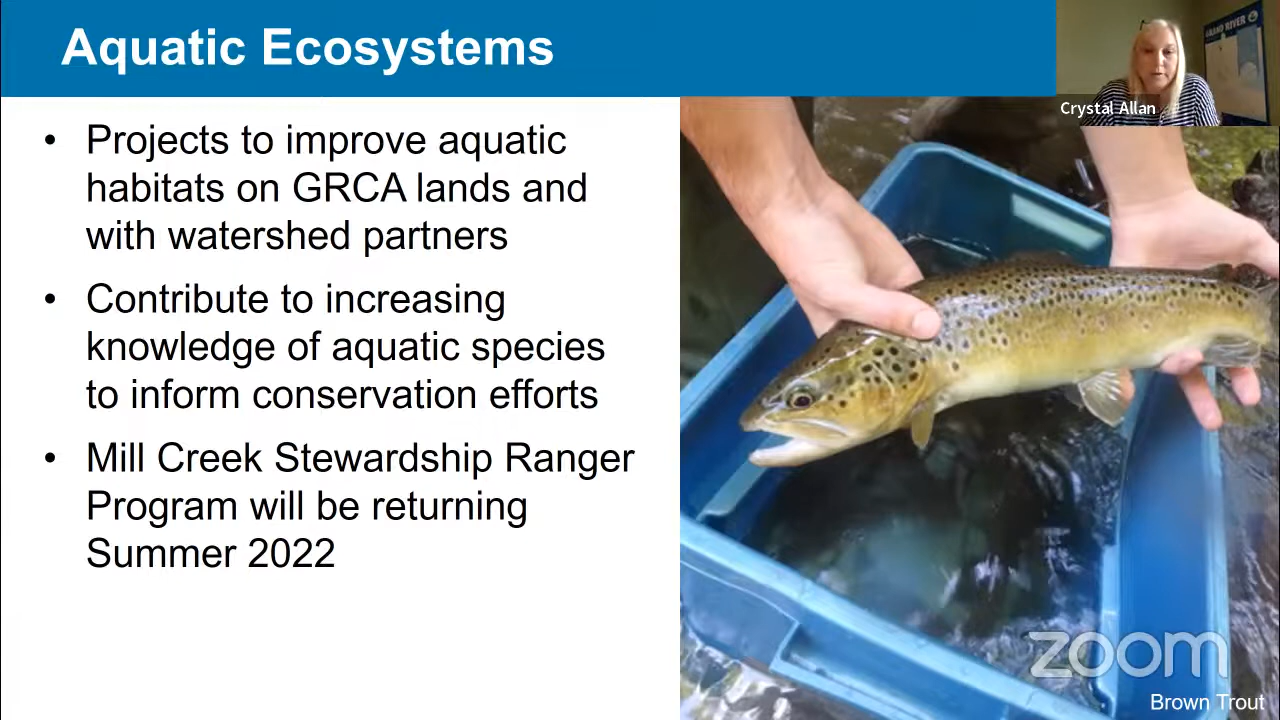 Aquatic Ecosystems
GRAND RIVER
Crystal Allan
• Projects to improve aquatic
habitats on GRCA lands and
with watershed partners
• Contribute to increasing
knowledge of aquatic species
to inform conservation efforts
• Mill Creek Stewardship Ranger
Program will be returning
Summer 2022
zoom
Brown Trout